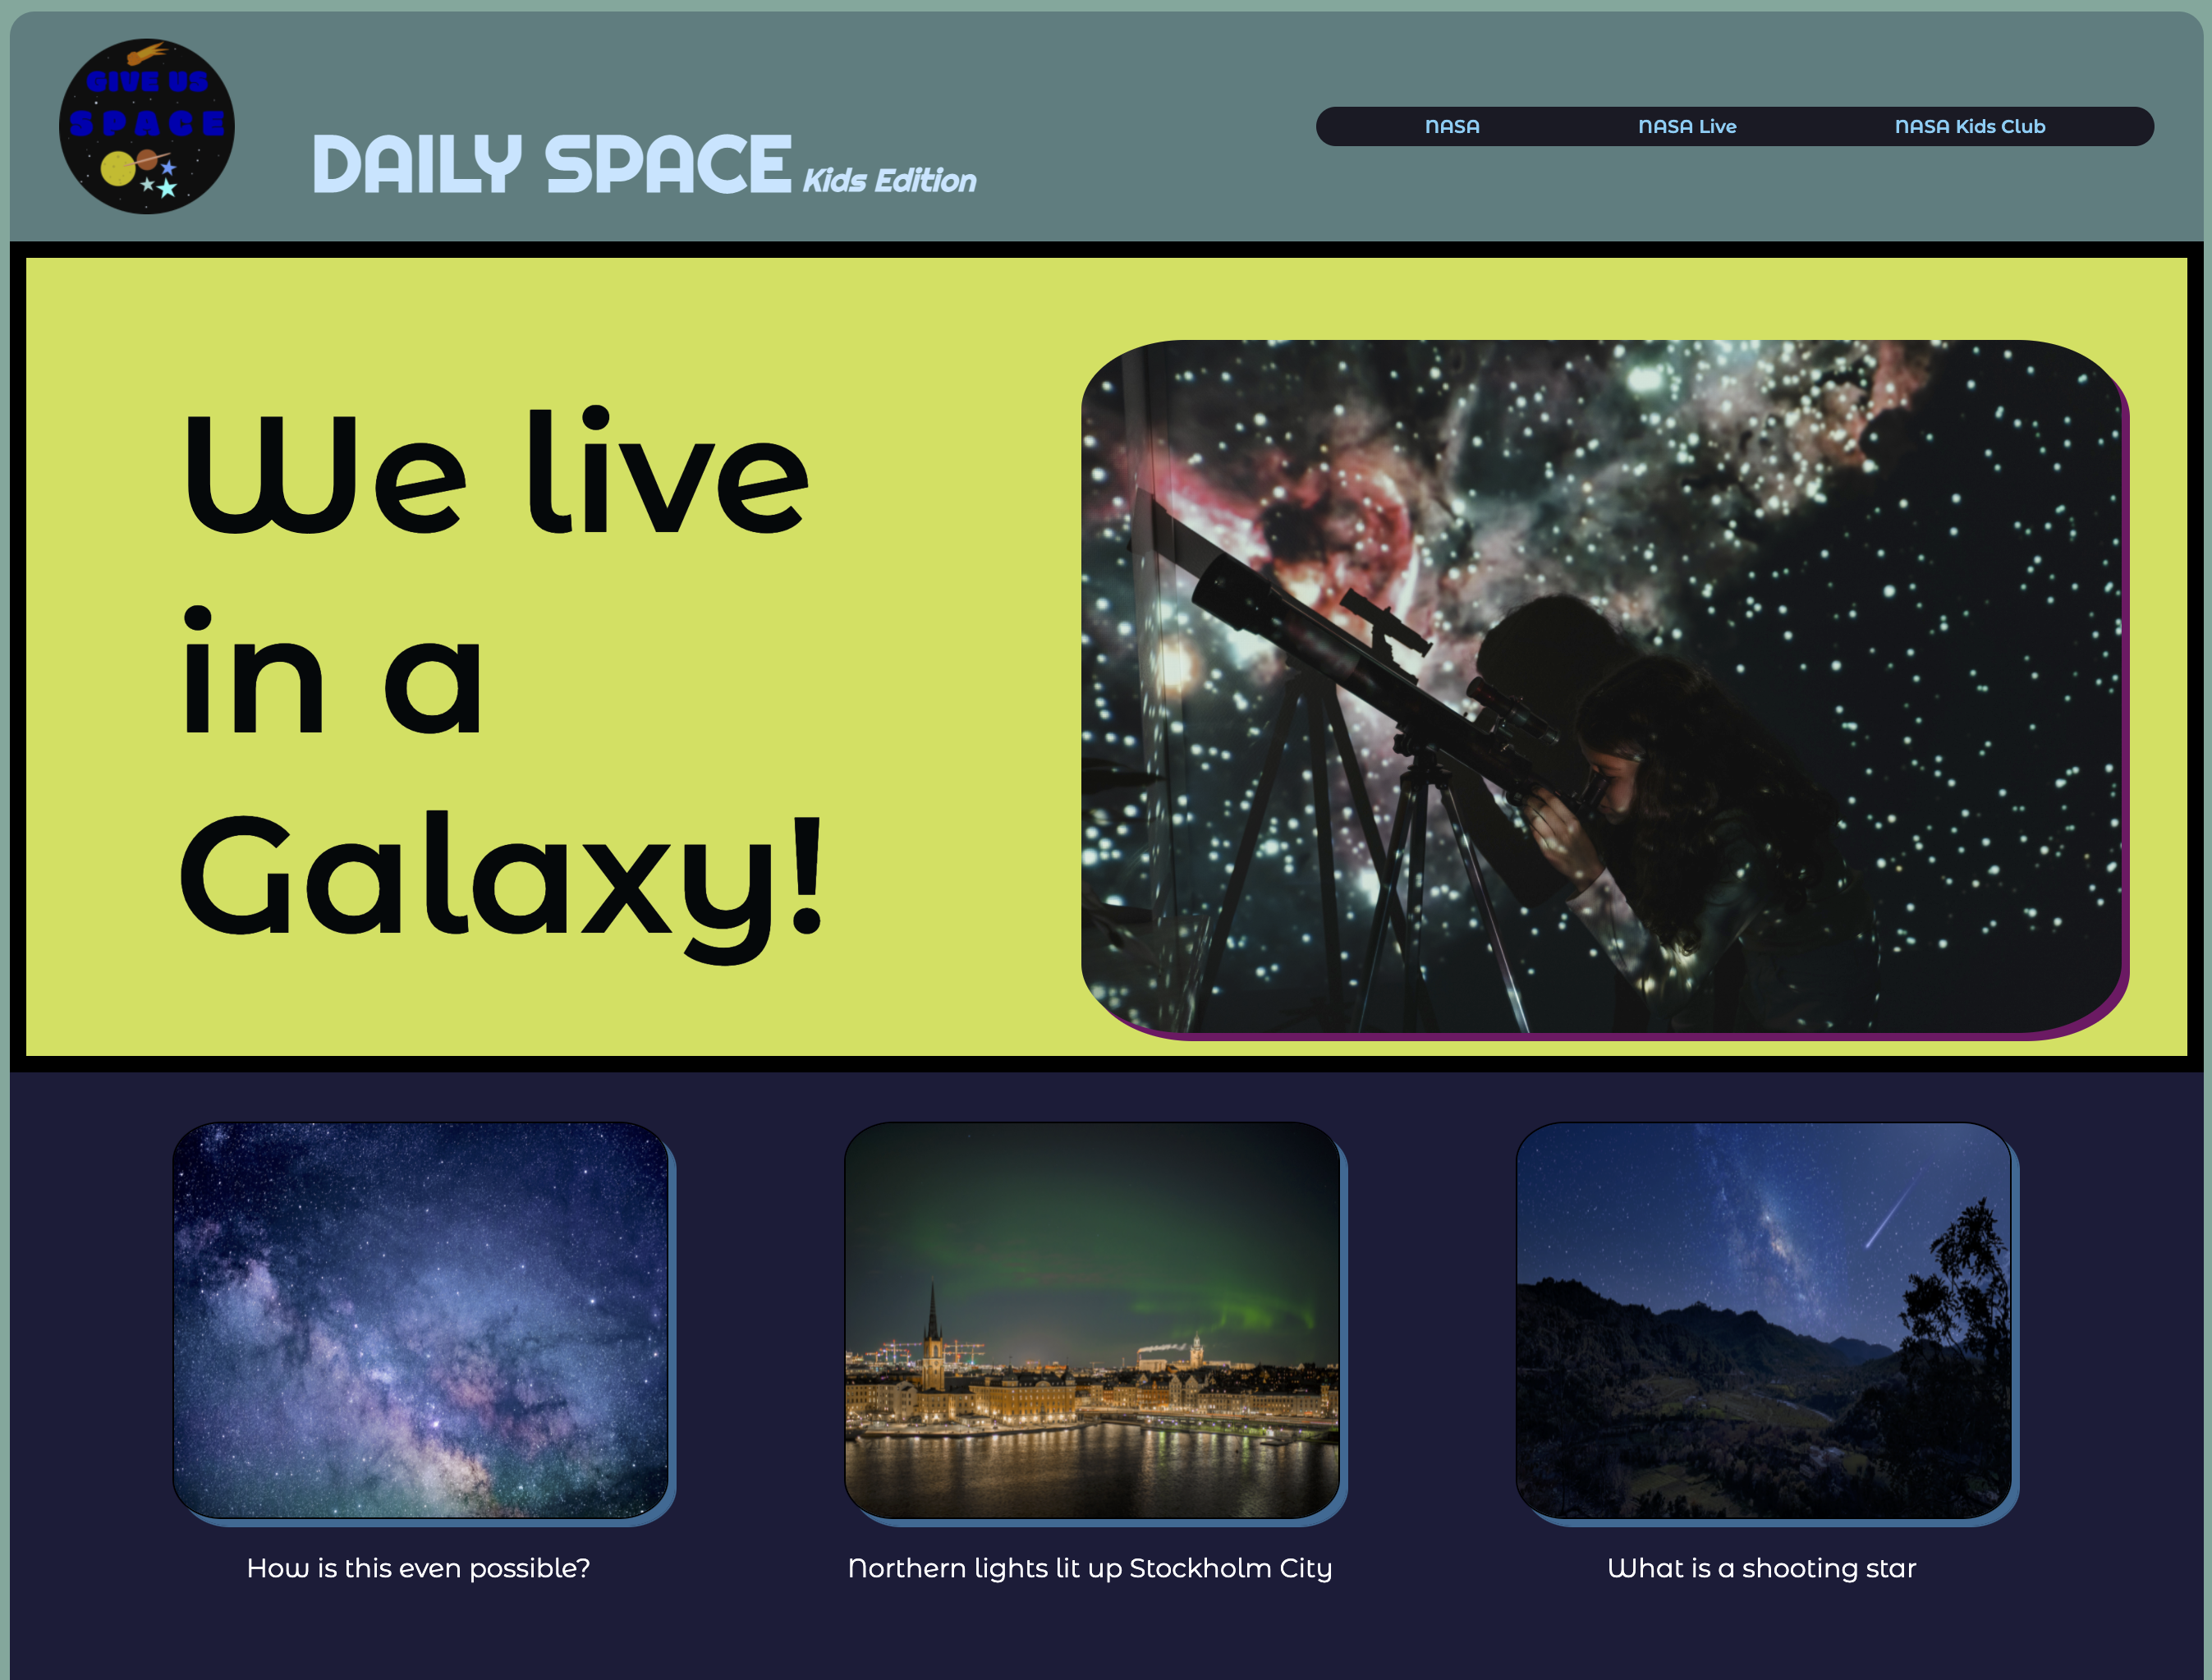 GIVE US
SPACE
DAILY SPACE Kids Edition
NASA NASA Live NASA Kids Club
We live
in a
Galaxy!
How is this even possible?
Northern lights lit up Stockholm City
What is a shooting star